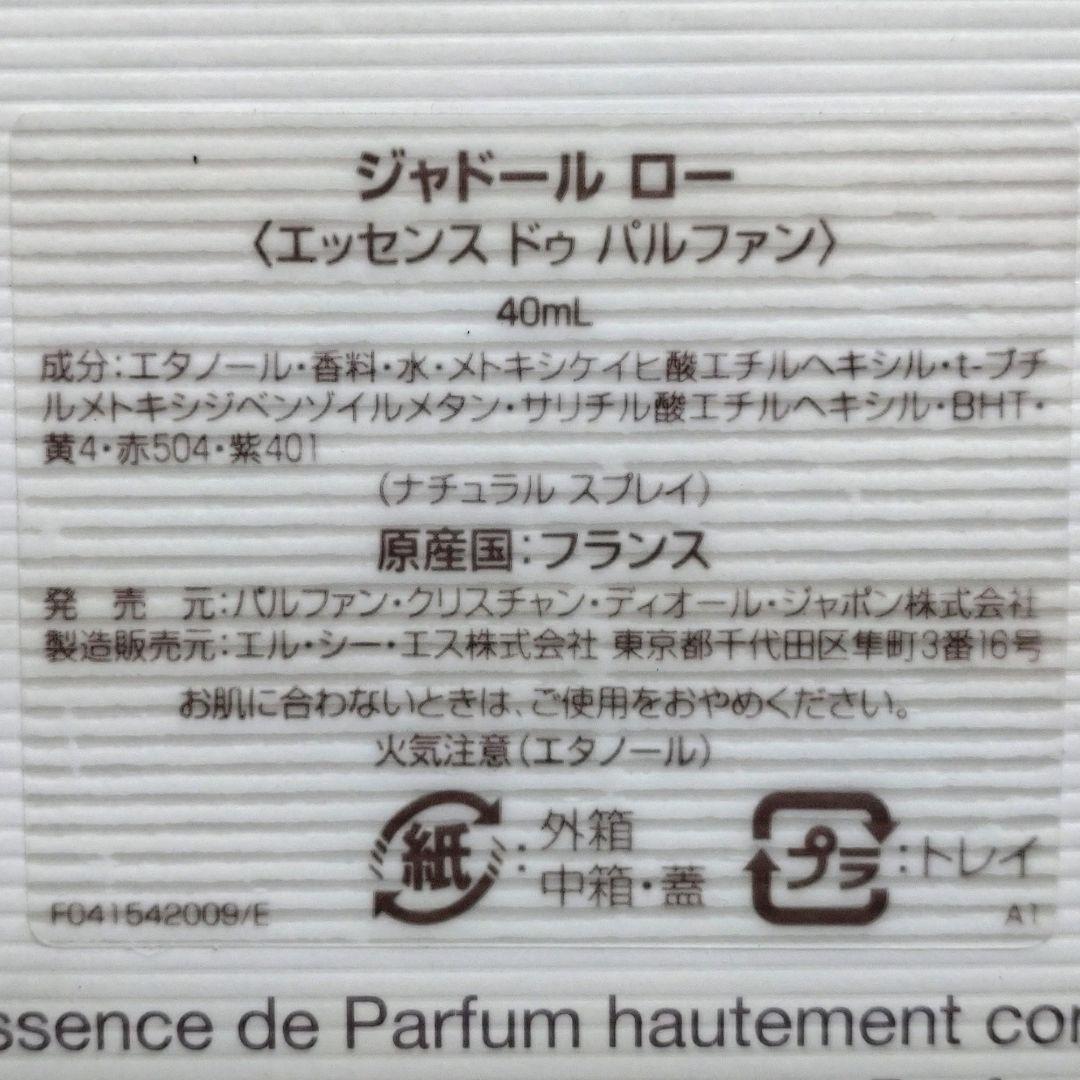 ジャドール ロー
〈エッセンス ドゥ パルファン〉
40mL
成分：エタノール・香料・水・メトキシケイヒ酸エチルヘキシル・t-ブチ
ルメトキシジベンゾイルメタン・サリチル酸エチルヘキシル・BHT・
黄4・赤504・紫401
（ナチュラル スプレイ）
原産国：フランス
発 売 元：パルファン・クリスチャン・ディオール・ジャポン株式会社
製造販売元：エル・シー・エス株式会社 東京都千代田区隼町3番16号
お肌に合わないときは、ご使用をおやめください。
火気注意（エタノール）
紙：外箱
：中箱・蓋
プラ：トレイ
F041542009/E
A1
ssence de Parfum hautement con